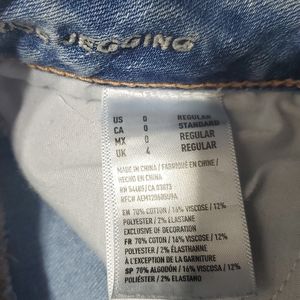 JEGGING
US 0 REGULAR
CA 0 STANDARD
MX 0 REGULAR
UK 4 REGULAR
MADE IN CHINA / FABRIQUÉ EN CHINE /
HECHO EN CHINA
RN 54485/CA 03073
EN 70% COTTON / 16% VISCOSE / 12%
POLYESTER / 2% ELASTANE
EXCLUSIVE OF DECORATION
FR 70% COTON / 16% VISCOSE / 12%
POLYESTER / 2% ÉLASTHANNE
À L'EXCEPTION DE LA GARNITURE
SP 70% ALGODÓN / 16% VISCOSA / 12%
POLIÉSTER / 2% ELASTANO